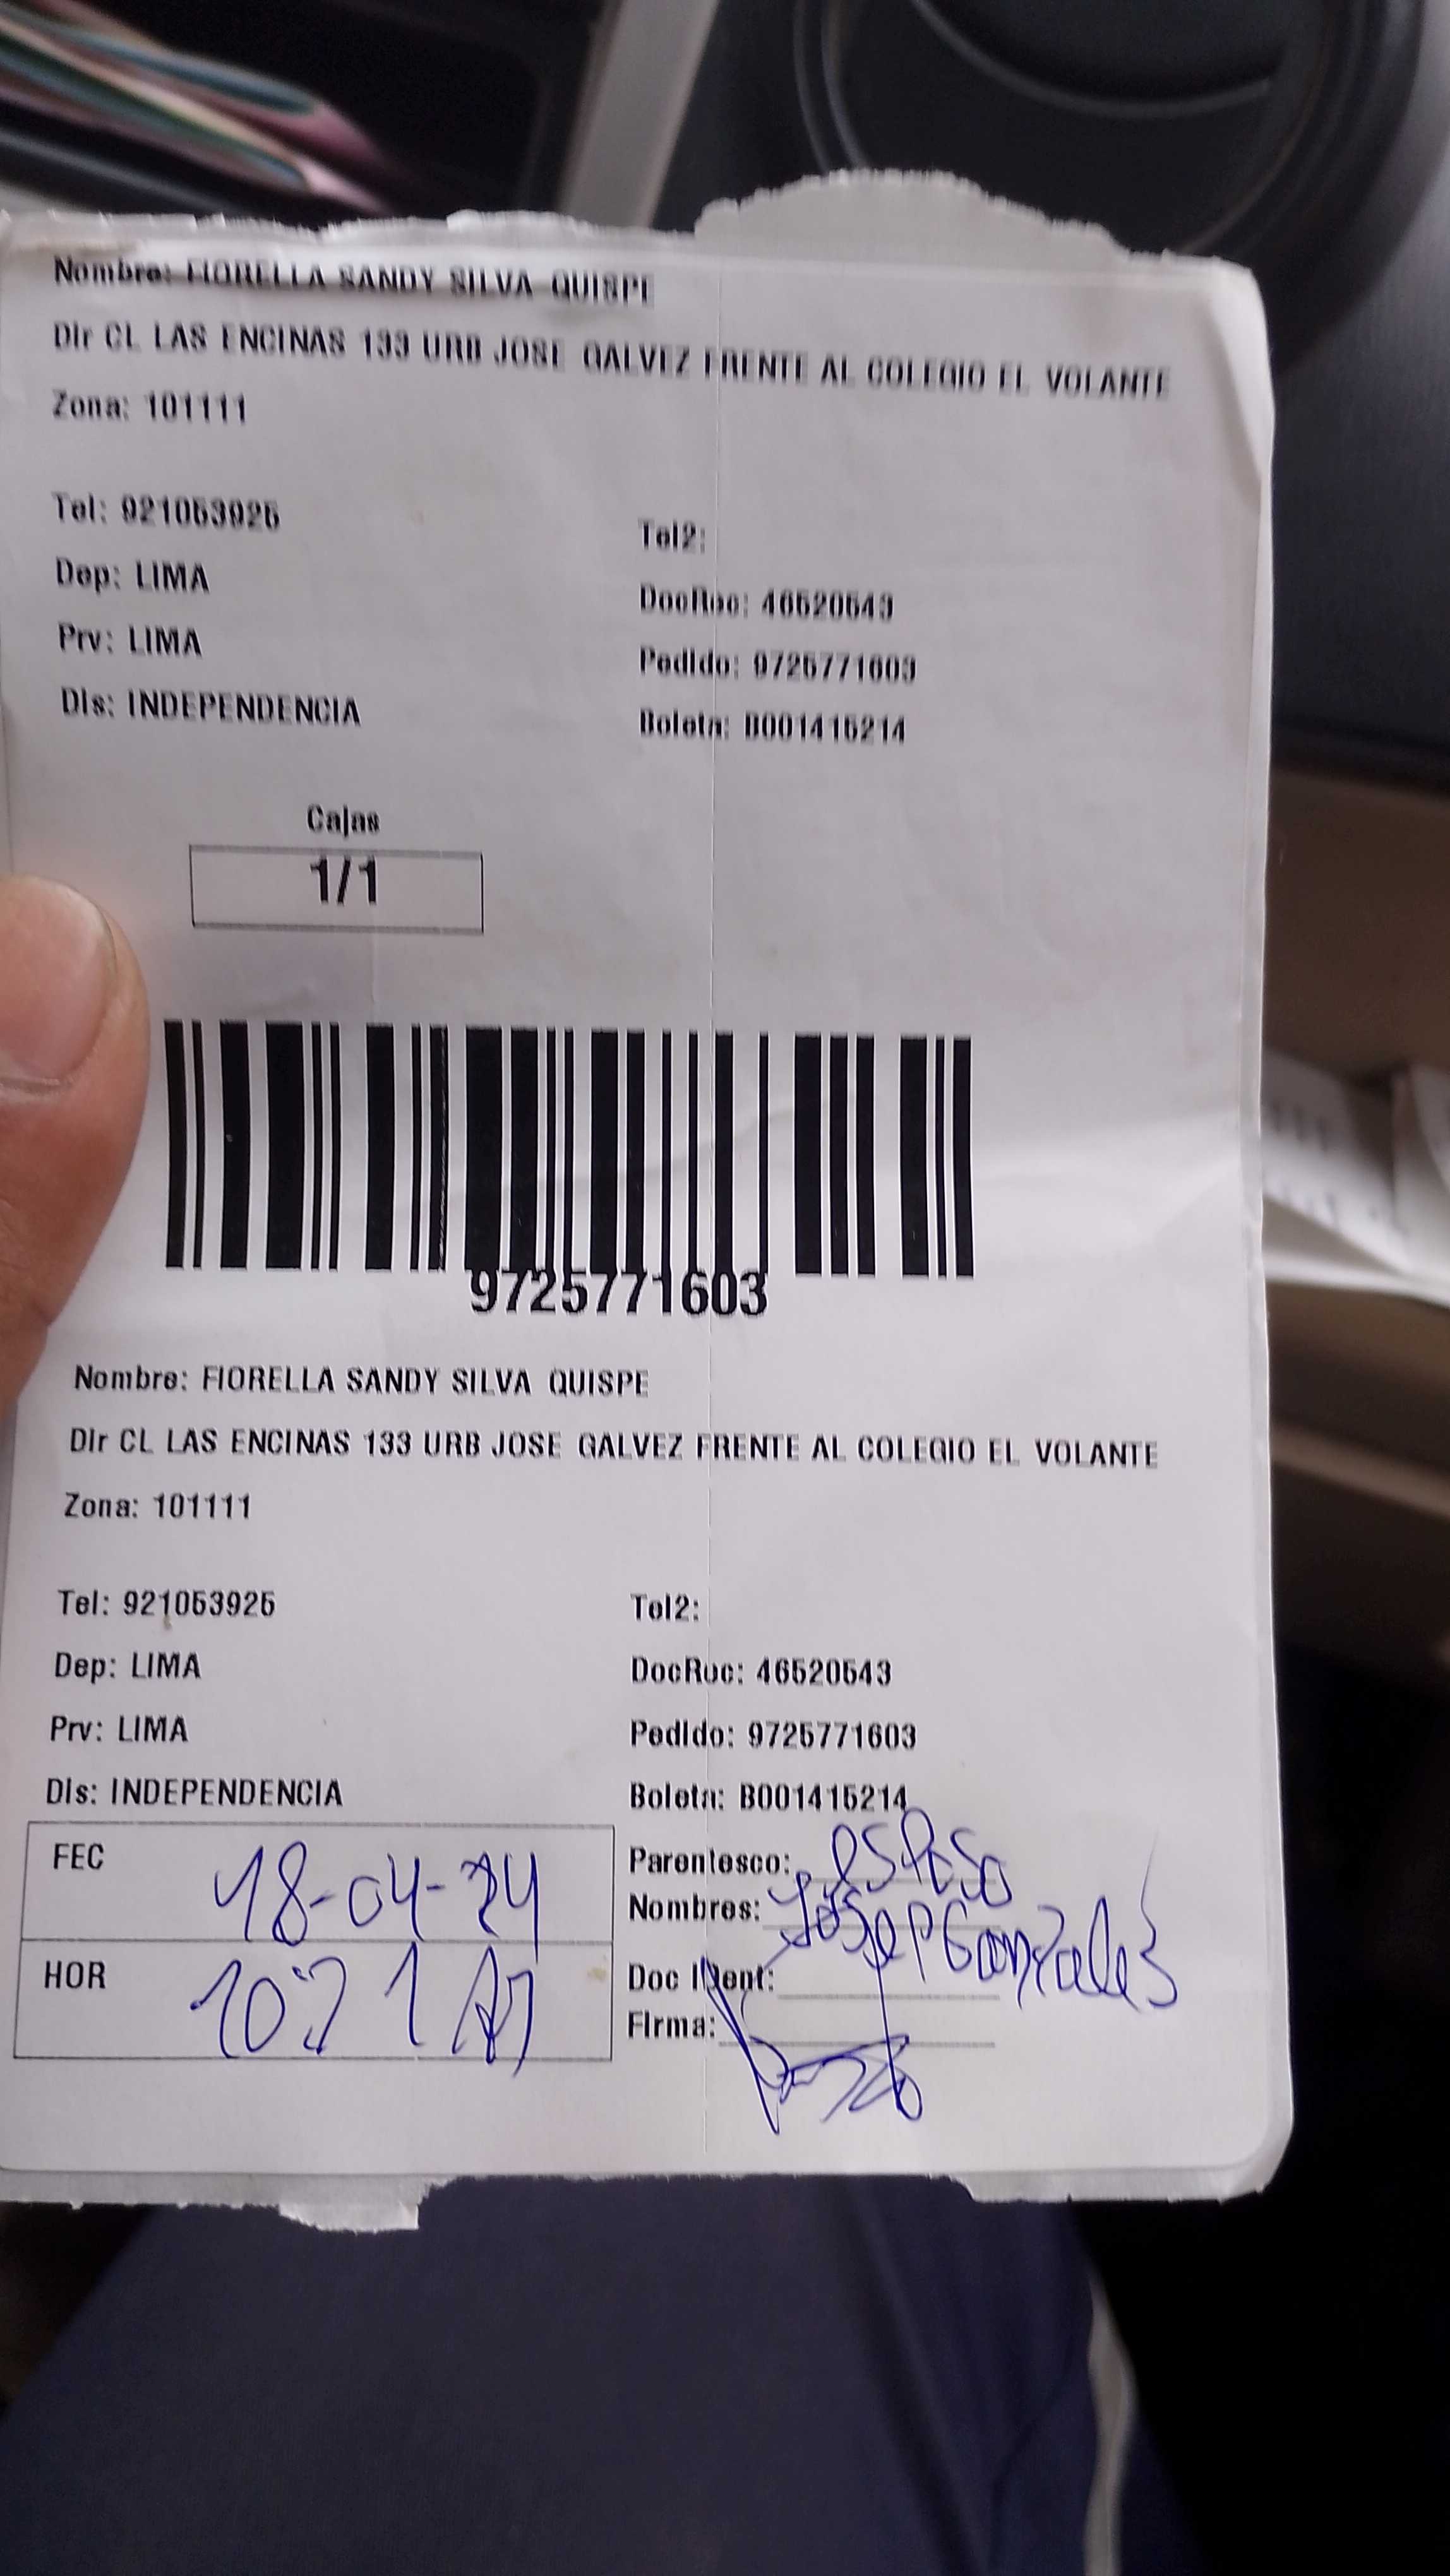 Nombre: FIORELLA SANDY SILVA QUISPE
Dir CL LAS ENCINAS 133 URB JOSE GALVEZ FRENTE AL COLEGIO EL VOLANTE
Zona: 101111
Tel: 921053925
Tel2:
Dep: LIMA
DocRuc: 46520543
Prv: LIMA
Pedido: 9725771603
Dis: INDEPENDENCIA
Boleta: B001415214
Cajas
1/1
9725771603
Nombre: FIORELLA SANDY SILVA QUISPE
Dir CL LAS ENCINAS 133 URB JOSE GALVEZ FRENTE AL COLEGIO EL VOLANTE
Zona: 101111
Tel: 921053925
Tel2:
Dep: LIMA
DocRuc: 46520543
Prv: LIMA
Pedido: 9725771603
Dis: INDEPENDENCIA
Boleta: B001415214
FEC 18-04-24
Parentesco: esposo
Nombres: Josep Gonzales
HOR
Doc Ident:
Firma: